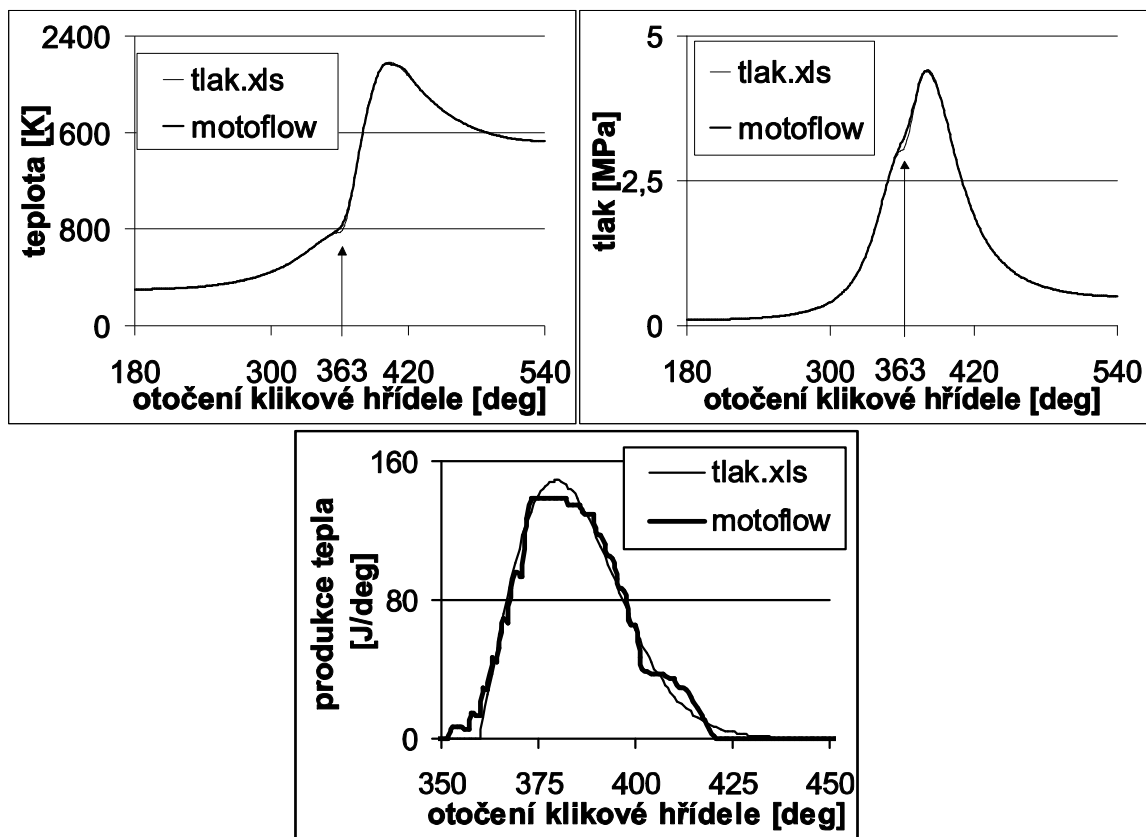 2400
1600
800
0
teplota [K]
tlak.xls
motoflow
180
300
363
420
540
otočení klikové hřídele [deg]
5
2,5
0
tlak [MPa]
tlak.xls
motoflow
180
300
363
420
540
otočení klikové hřídele [deg]
160
80
0
produkce tepla
[J/deg]
tlak.xls
motoflow
350
375
400
425
450
otočení klikové hřídele [deg]